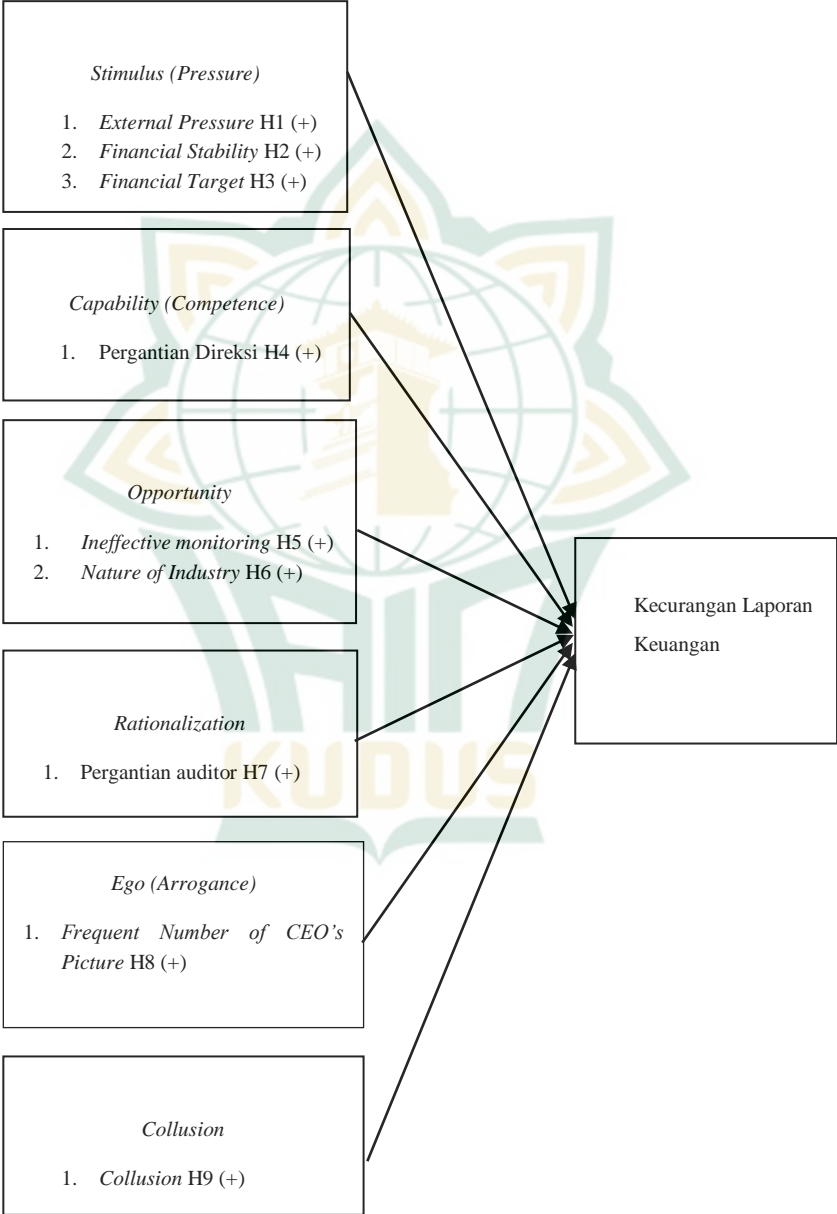 Stimulus (Pressure)
1. External Pressure H1 (+)
2. Financial Stability H2 (+)
3. Financial Target H3 (+)
Capability (Competence)
1. Pergantian Direksi H4 (+)
Opportunity
1. Ineffective monitoring H5 (+)
2. Nature of Industry H6 (+)
Rationalization
1. Pergantian auditor H7 (+)
Ego (Arrogance)
1. Frequent Number of CEO’s
Picture H8 (+)
Collusion
1. Collusion H9 (+)
Kecurangan Laporan
Keuangan
IAIN
KUDUS